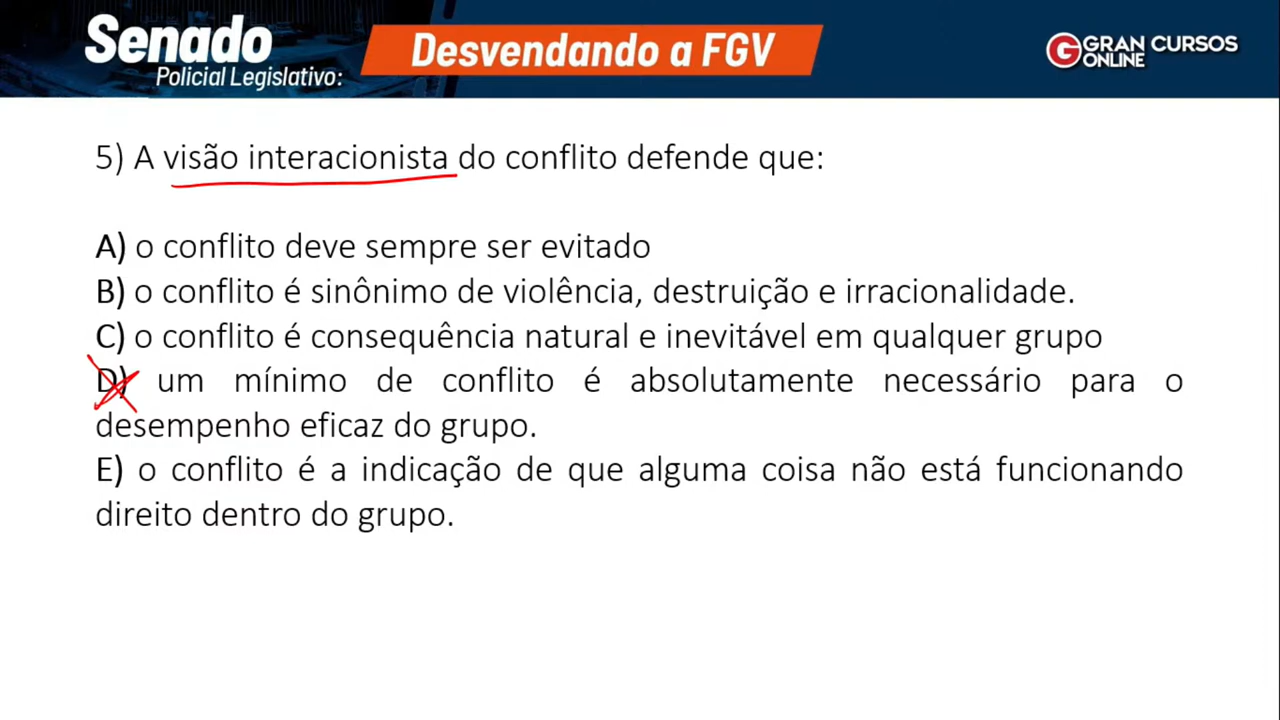 Senado
Policial Legislativo:
Desvendando a FGV
GRAN CURSOS
ONLINE
5) A visão interacionista do conflito defende que:
A) o conflito deve sempre ser evitado
B) o conflito é sinônimo de violência, destruição e irracionalidade.
C) o conflito é consequência natural e inevitável em qualquer grupo
D) um mínimo de conflito é absolutamente necessário para o
desempenho eficaz do grupo.
E) o conflito é a indicação de que alguma coisa não está funcionando
direito dentro do grupo.